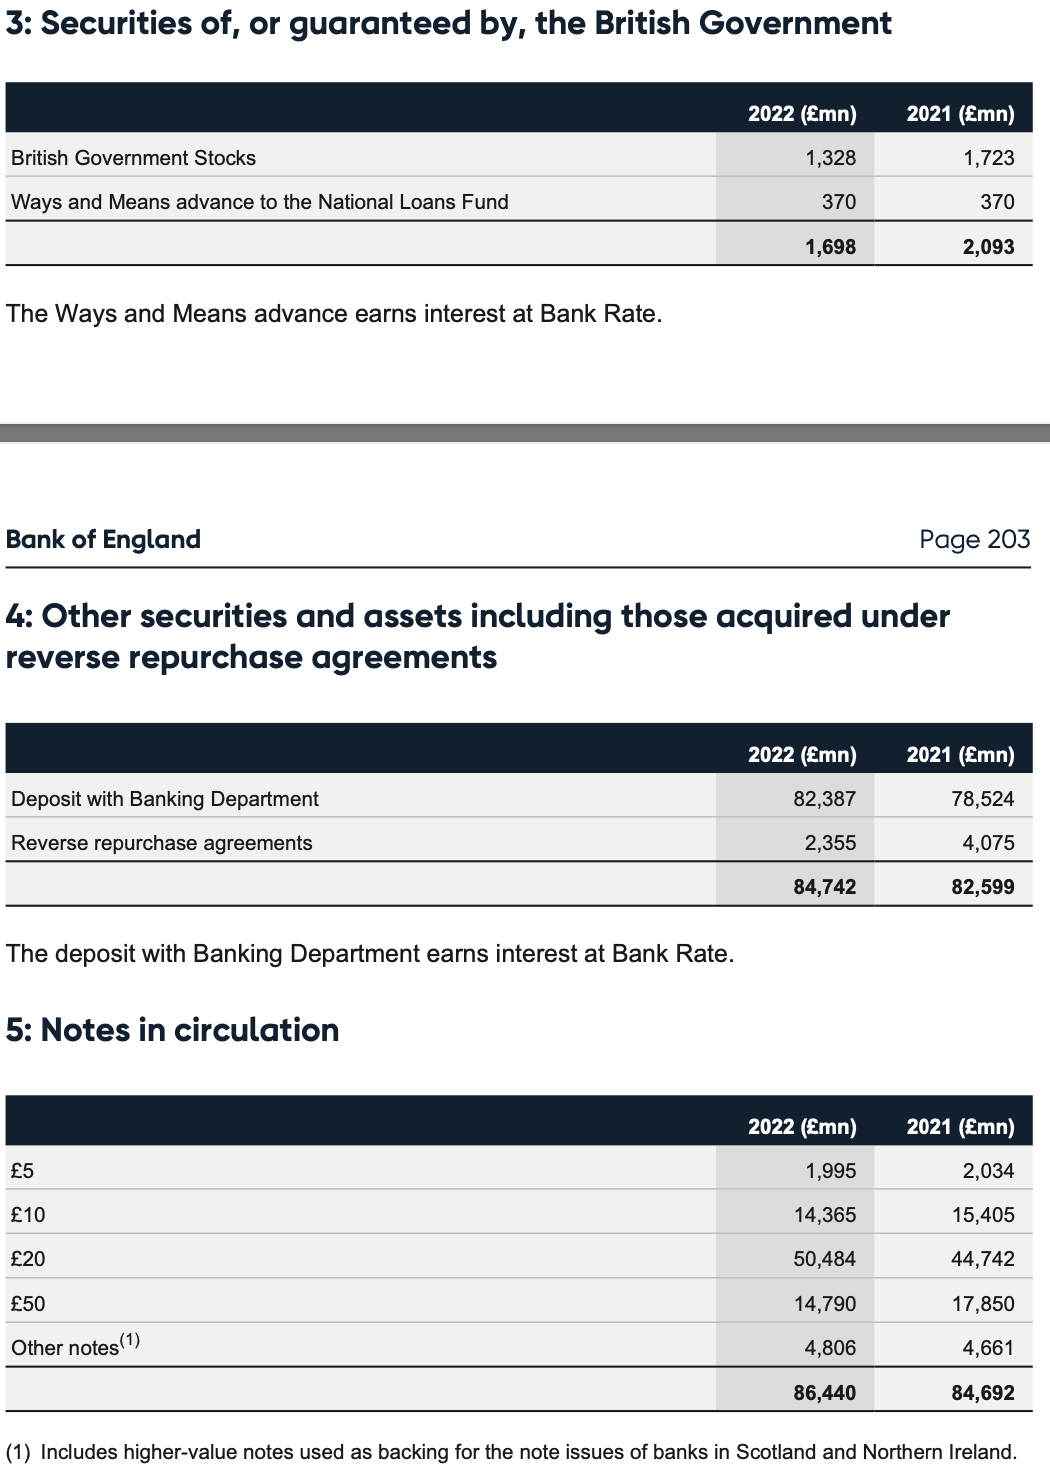 3: Securities of, or guaranteed by, the British Government
2022 (£mn) 2021 (£mn)
British Government Stocks 1,328 1,723
Ways and Means advance to the National Loans Fund 370 370
1,698 2,093
The Ways and Means advance earns interest at Bank Rate.
Bank of England Page 203
4: Other securities and assets including those acquired under
reverse repurchase agreements
2022 (£mn) 2021 (£mn)
Deposit with Banking Department 82,387 78,524
Reverse repurchase agreements 2,355 4,075
84,742 82,599
The deposit with Banking Department earns interest at Bank Rate.
5: Notes in circulation
2022 (£mn) 2021 (£mn)
£5 1,995 2,034
£10 14,365 15,405
£20 50,484 44,742
£50 14,790 17,850
Other notes(1) 4,806 4,661
86,440 84,692
(1) Includes higher-value notes used as backing for the note issues of banks in Scotland and Northern Ireland.